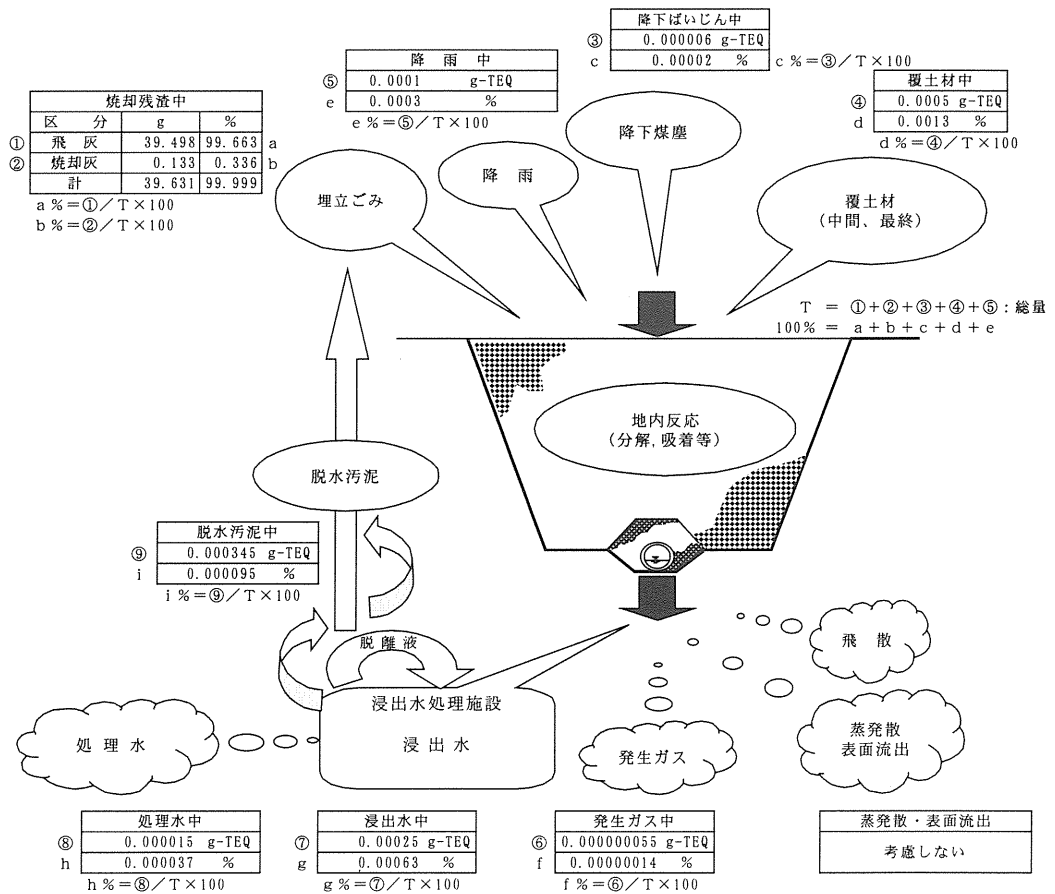 降下ばいじん中
③ 0.000006 g-TEQ
c 0.00002 % c%=③/T×100
降 雨 中
⑤ 0.0001 g-TEQ
e 0.0003 %
e%=⑤/T×100
覆土材中
④ 0.0005 g-TEQ
d 0.0013 %
d%=④/T×100
焼却残渣中
区 分 g %
① 飛 灰 39.498 99.663 a
② 焼却灰 0.133 0.336 b
計 39.631 99.999
a%=①/T×100
b%=②/T×100
埋立ごみ
降 雨
降下煤塵
覆土材
(中間、最終)
T = ①+②+③+④+⑤:総量
100% = a+b+c+d+e
地内反応
(分解,吸着等)
脱水汚泥
脱水汚泥中
⑨ 0.000345 g-TEQ
i 0.000095 %
i%=⑨/T×100
脱離液
浸出水処理施設
浸出水
処 理 水
発生ガス
飛 散
蒸発散
表面流出
処理水中
⑧ 0.000015 g-TEQ
h 0.000037 %
h%=⑧/T×100
浸出水中
⑦ 0.00025 g-TEQ
g 0.00063 %
g%=⑦/T×100
発生ガス中
⑥ 0.000000055 g-TEQ
f 0.00000014 %
f%=⑥/T×100
蒸発散・表面流出
考慮しない